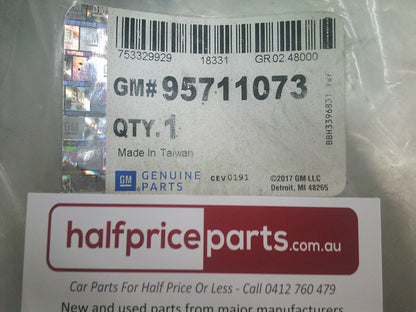 753329929 18331 GR.02.48000
GM# 95711073
QTY.1
Made In Taiwan
BBH3396831 XWF
GM GENUINE PARTS
CEV0191
©2017 GM LLC
Detroit, MI 48265
halfpriceparts.com.au
Car Parts For Half Price Or Less - Call 0412 760 479
New and used parts from major manufacturers